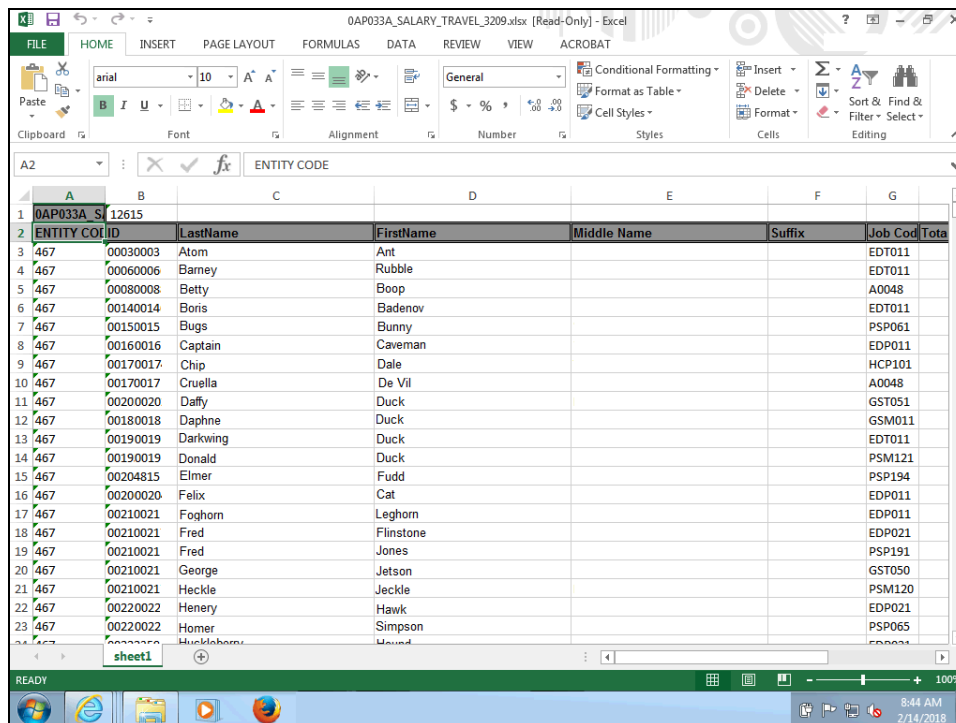 0AP033A_SALARY_TRAVEL_3209.xlsx [Read-Only] - Excel
FILE HOME INSERT PAGE LAYOUT FORMULAS DATA REVIEW VIEW ACROBAT
Paste
arial 10
B I U
General
$ % ,
Conditional Formatting
Format as Table
Cell Styles
Insert
Delete
Format
Sort & Filter
Find & Select
Clipboard Font Alignment Number Styles Cells Editing
A2 fx ENTITY CODE
A B C D E F G
1 0AP033A_SA 12615
2 ENTITY COD ID LastName FirstName Middle Name Suffix Job Cod Tota
3 467 00030003 Atom Ant EDT011
4 467 00060006 Barney Rubble EDT011
5 467 00080008 Betty Boop A0048
6 467 00140014 Boris Badenov EDT011
7 467 00150015 Bugs Bunny PSP061
8 467 00160016 Captain Caveman EDP011
9 467 00170017 Chip Dale HCP101
10 467 00170017 Cruella De Vil A0048
11 467 00200020 Daffy Duck GST051
12 467 00180018 Daphne Duck GSM011
13 467 00190019 Darkwing Duck EDT011
14 467 00190019 Donald Duck PSM121
15 467 00204815 Elmer Fudd PSP194
16 467 00200020 Felix Cat EDP011
17 467 00210021 Foghorn Leghorn EDP011
18 467 00210021 Fred Flinstone EDP021
19 467 00210021 Fred Jones PSP191
20 467 00210021 George Jetson GST050
21 467 00210021 Heckle Jeckle PSM120
22 467 00220022 Henery Hawk EDP021
23 467 00220022 Homer Simpson PSP065
24 467 Huckleberry Hound
sheet1
READY 100%
8:44 AM
2/14/2018